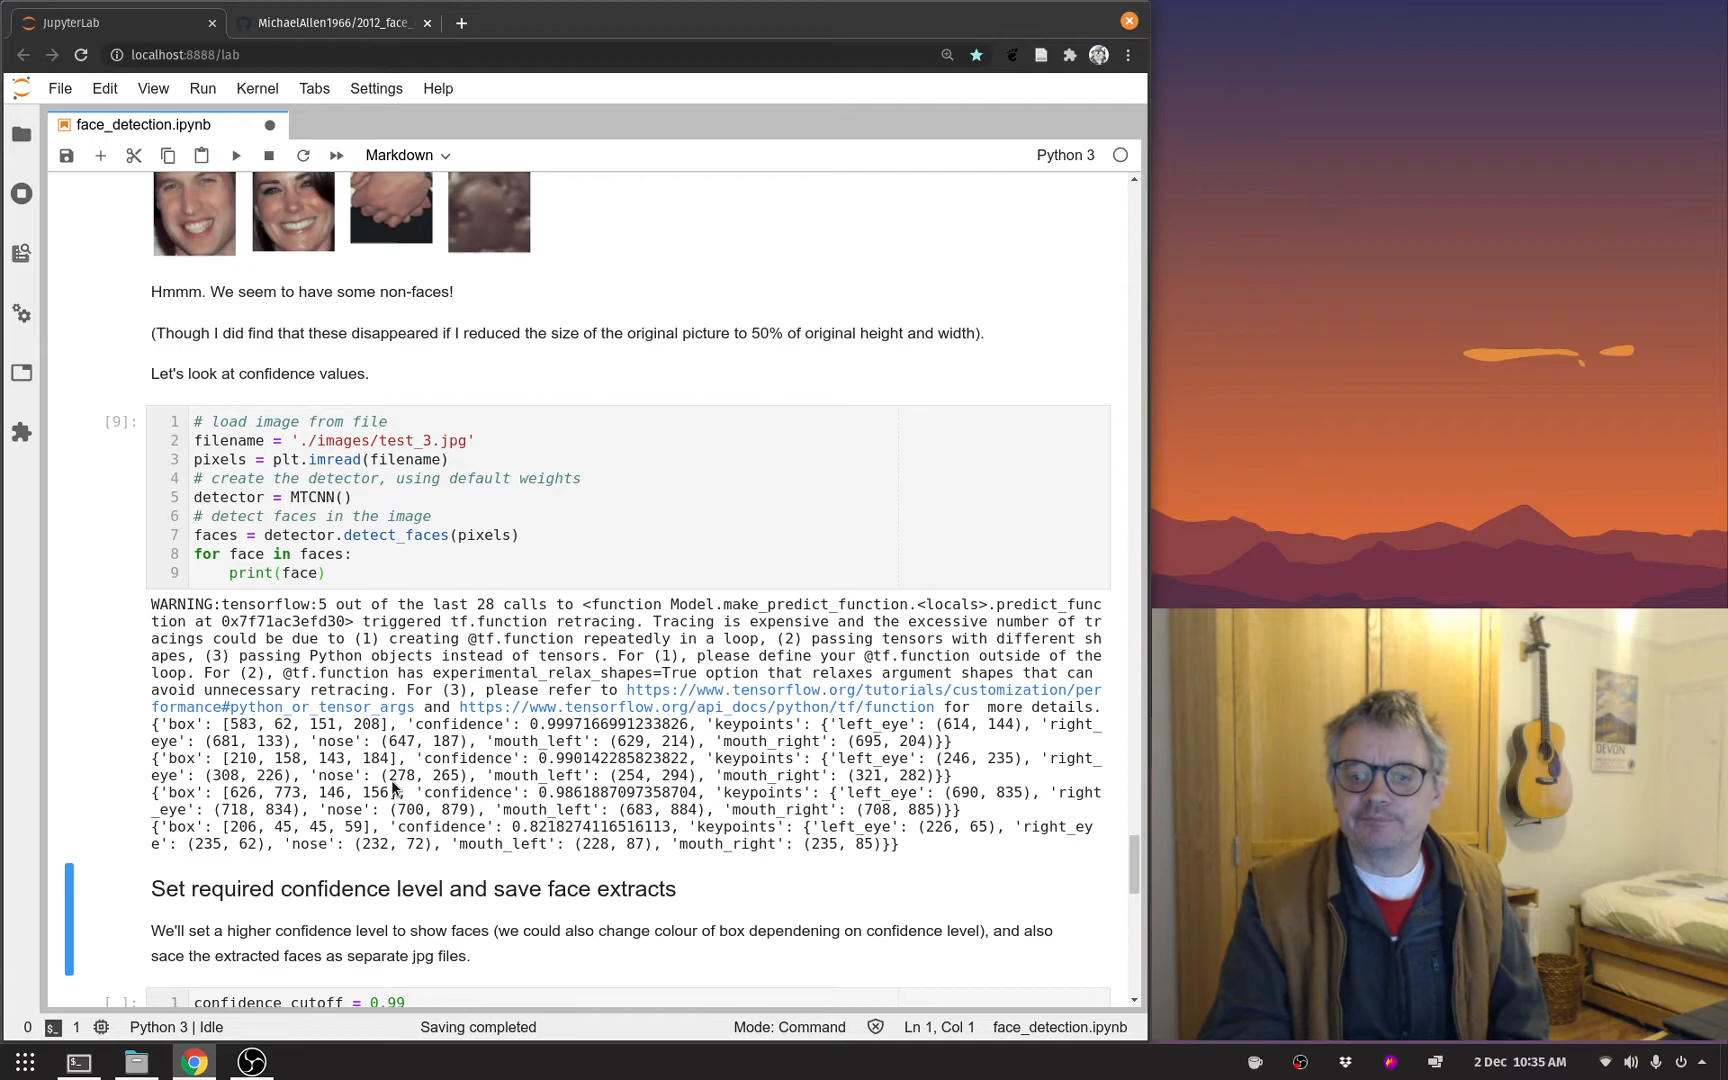 JupyterLab
MichaelAllen1966/2012_face_
localhost:8888/lab
File Edit View Run Kernel Tabs Settings Help
face_detection.ipynb
Markdown
Python 3
Hmmm. We seem to have some non-faces!
(Though I did find that these disappeared if I reduced the size of the original picture to 50% of original height and width).
Let's look at confidence values.
[9]:
1 # load image from file
2 filename = './images/test_3.jpg'
3 pixels = plt.imread(filename)
4 # create the detector, using default weights
5 detector = MTCNN()
6 # detect faces in the image
7 faces = detector.detect_faces(pixels)
8 for face in faces:
9 print(face)
WARNING:tensorflow:5 out of the last 28 calls to <function Model.make_predict_function.<locals>.predict_func
tion at 0x7f71ac3efd30> triggered tf.function retracing. Tracing is expensive and the excessive number of tr
acings could be due to (1) creating @tf.function repeatedly in a loop, (2) passing tensors with different sh
apes, (3) passing Python objects instead of tensors. For (1), please define your @tf.function outside of the
loop. For (2), @tf.function has experimental_relax_shapes=True option that relaxes argument shapes that can
avoid unnecessary retracing. For (3), please refer to https://www.tensorflow.org/tutorials/customization/per
formance#python_or_tensor_args and https://www.tensorflow.org/api_docs/python/tf/function for more details.
{'box': [583, 62, 151, 208], 'confidence': 0.9997166991233826, 'keypoints': {'left_eye': (614, 144), 'right_
eye': (681, 133), 'nose': (647, 187), 'mouth_left': (629, 214), 'mouth_right': (695, 204)}}
{'box': [210, 158, 143, 184], 'confidence': 0.990142285823822, 'keypoints': {'left_eye': (246, 235), 'right_
eye': (308, 226), 'nose': (278, 265), 'mouth_left': (254, 294), 'mouth_right': (321, 282)}}
{'box': [626, 773, 146, 156], 'confidence': 0.9861887097358704, 'keypoints': {'left_eye': (690, 835), 'right
_eye': (718, 834), 'nose': (700, 879), 'mouth_left': (683, 884), 'mouth_right': (708, 885)}}
{'box': [206, 45, 45, 59], 'confidence': 0.8218274116516113, 'keypoints': {'left_eye': (226, 65), 'right_ey
e': (235, 62), 'nose': (232, 72), 'mouth_left': (228, 87), 'mouth_right': (235, 85)}}
Set required confidence level and save face extracts
We'll set a higher confidence level to show faces (we could also change colour of box dependening on confidence level), and also
sace the extracted faces as separate jpg files.
[ ]:
1 confidence_cutoff = 0.99
0 1 Python 3 | Idle Saving completed Mode: Command Ln 1, Col 1 face_detection.ipynb
DEVON
2 Dec 10:35 AM